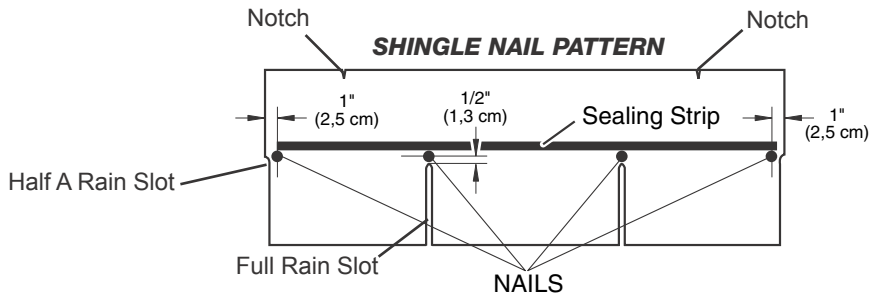 Notch
Notch
SHINGLE NAIL PATTERN
1"
(2,5 cm)
1/2"
(1,3 cm)
Sealing Strip
1"
(2,5 cm)
Half A Rain Slot
Full Rain Slot
NAILS